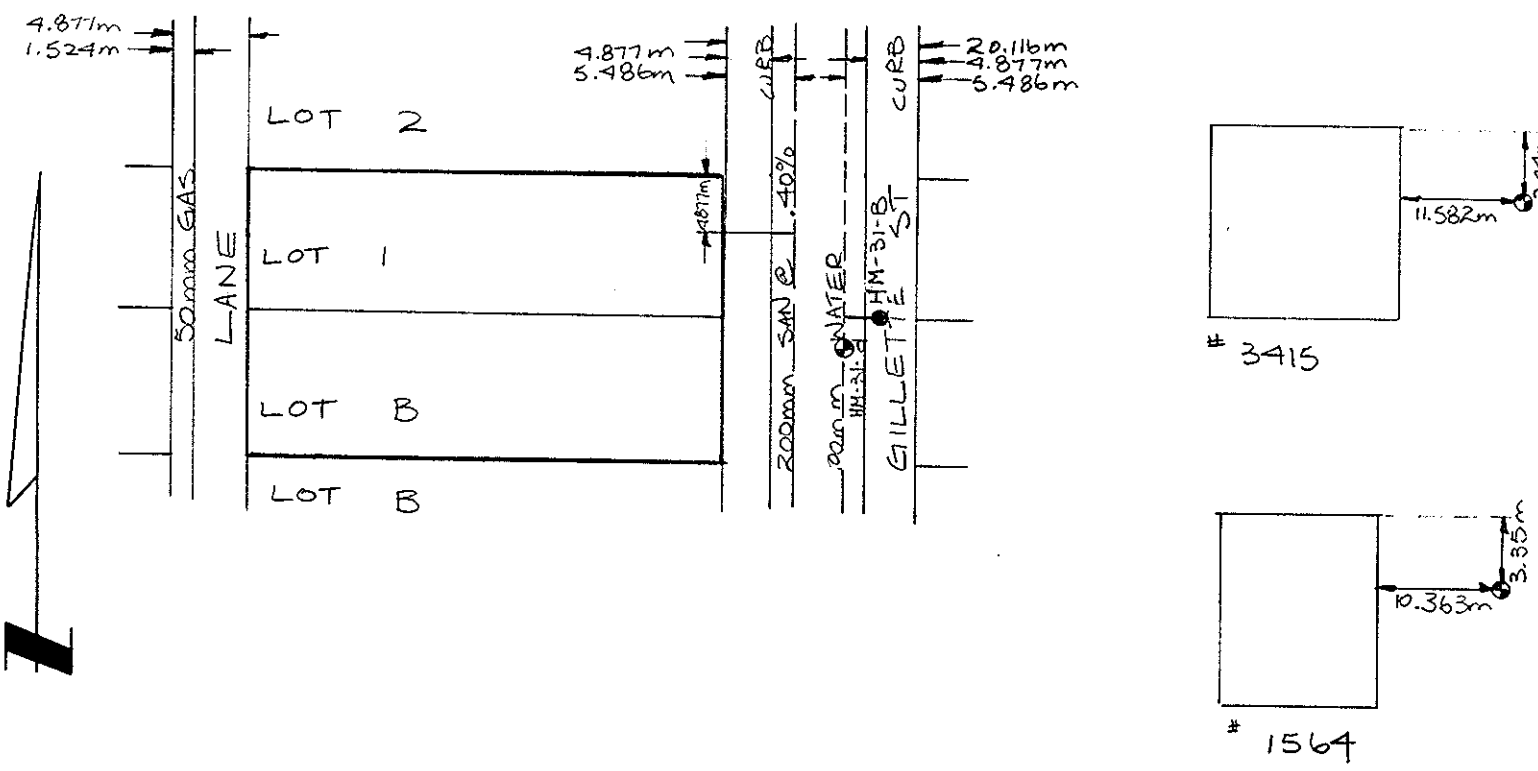 4.877m
1.524m
4.877m
5.486m
CURB
CURB
20.116m
4.877m
5.486m
LOT 2
50mm GAS
LANE
LOT 1
4.877m
200mm SAN @ .40%
WATER
HM-31-B
GILLETTE ST
LOT B
LOT B
11.582m
# 3415
3.35m
10.363m
# 1564